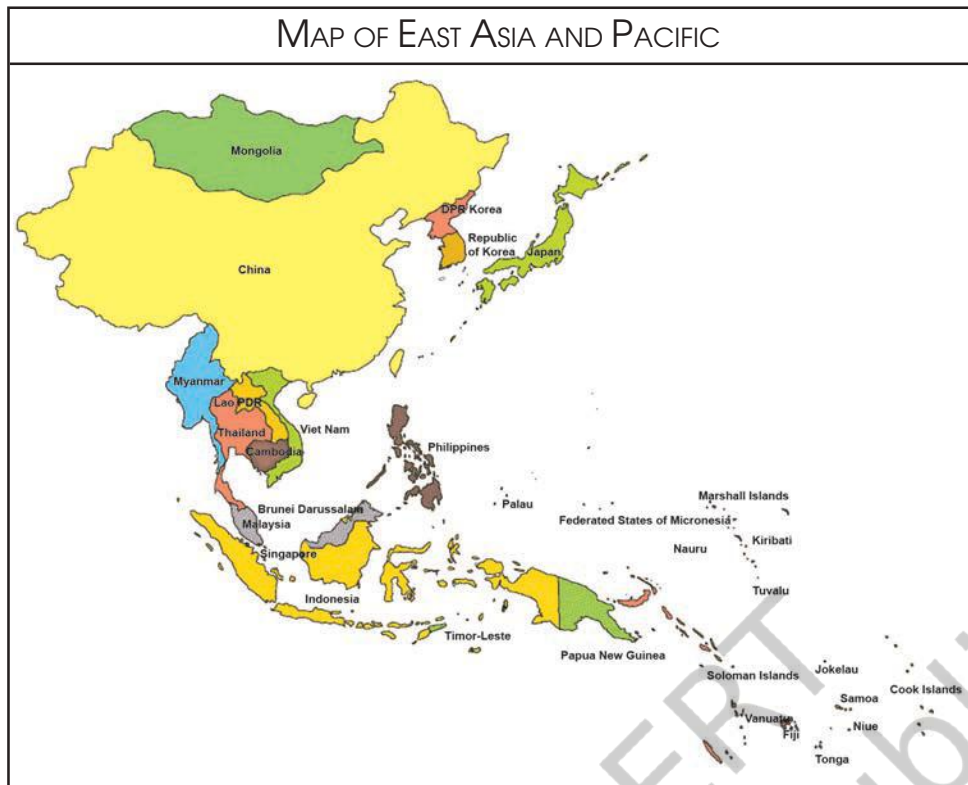 MAP OF EAST ASIA AND PACIFIC
Mongolia
DPR Korea
Republic
of Korea
Japan
China
Myanmar
Lao PDR
Thailand
Viet Nam
Cambodia
Philippines
Palau
Marshall Islands
Brunei Darussalam
Malaysia
Federated States of Micronesia
Kiribati
Nauru
Singapore
Tuvalu
Indonesia
Timor-Leste
Papua New Guinea
Soloman Islands
Jokelau
Cook Islands
Samoa
Vanuatu
Niue
Fiji
Tonga